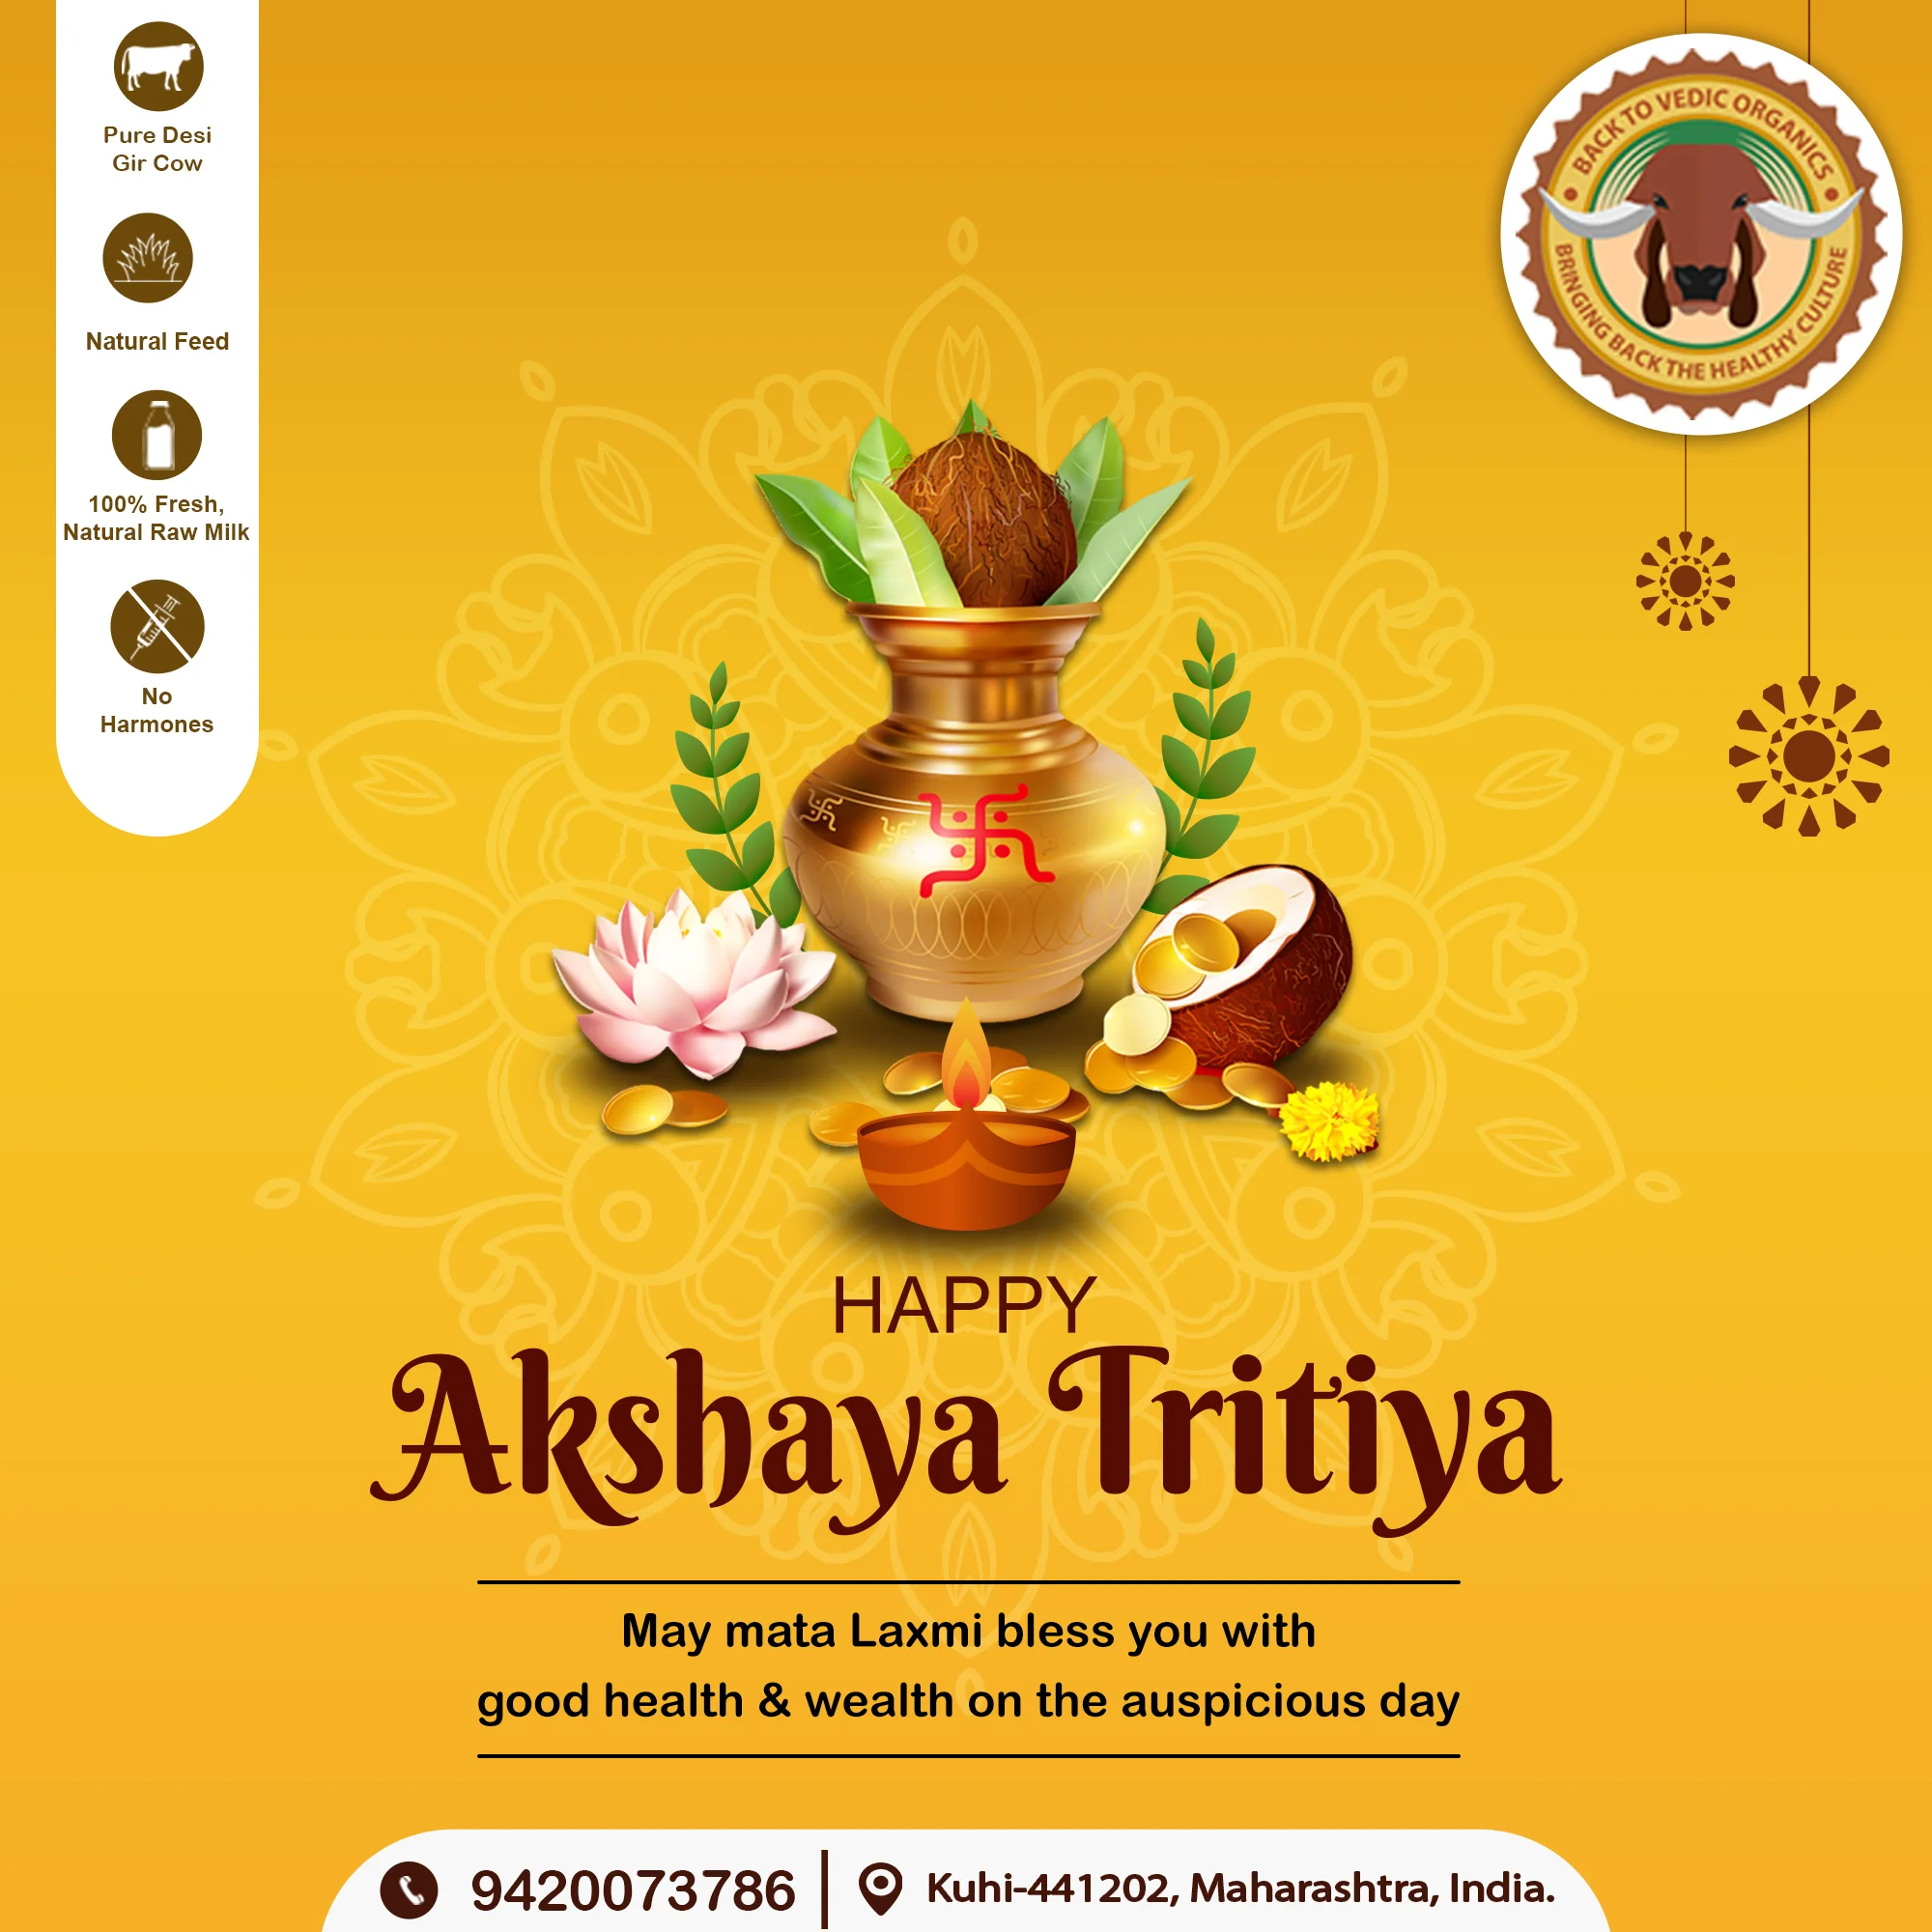 Pure Desi
Gir Cow
Natural Feed
100% Fresh,
Natural Raw Milk
No
Harmones
BACK TO VEDIC ORGANICS
BRINGING BACK THE HEALTHY CULTURE
HAPPY
Akshaya Tritiya
May mata Laxmi bless you with
good health & wealth on the auspicious day
9420073786
Kuhi-441202, Maharashtra, India.